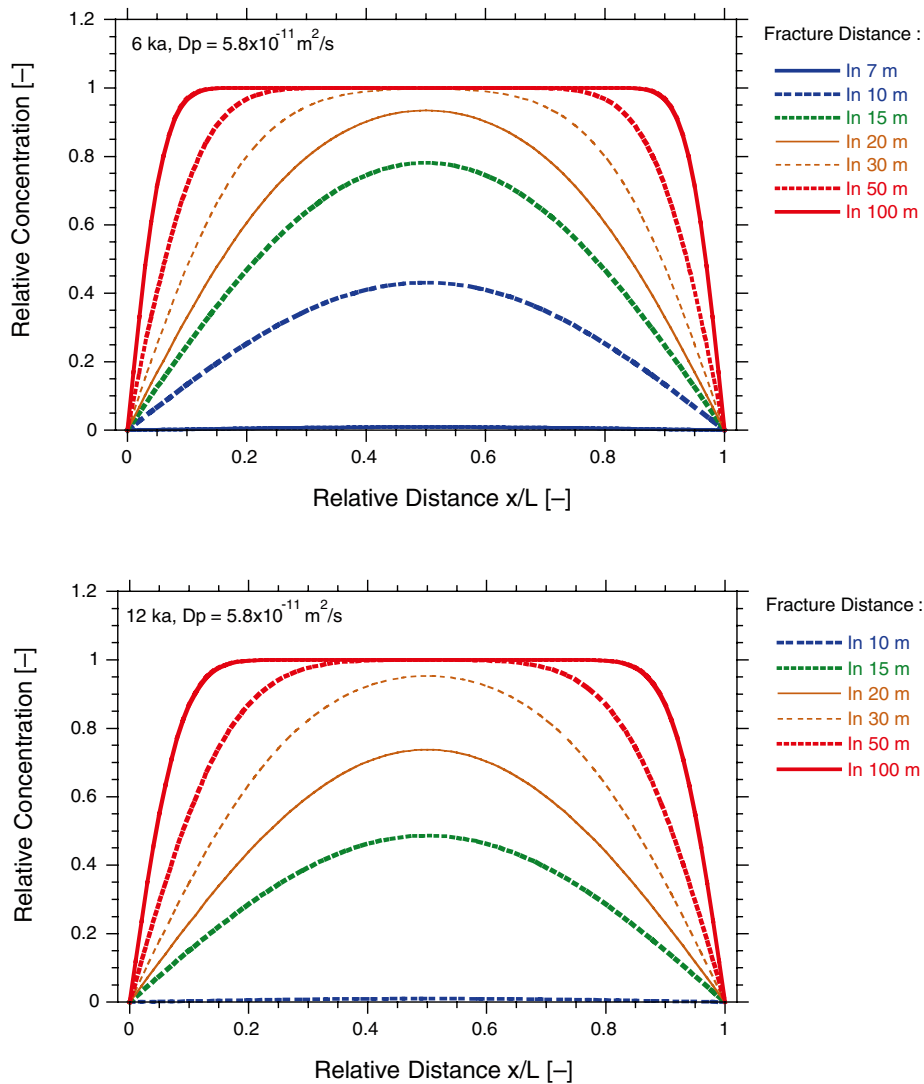 6 ka, Dp = 5.8x10⁻¹¹ m²/s
Relative Concentration [–]
1.2
1
0.8
0.6
0.4
0.2
0
0 0.2 0.4 0.6 0.8 1
Relative Distance x/L [–]
Fracture Distance :
In 7 m
In 10 m
In 15 m
In 20 m
In 30 m
In 50 m
In 100 m
12 ka, Dp = 5.8x10⁻¹¹ m²/s
Relative Concentration [–]
1.2
1
0.8
0.6
0.4
0.2
0
0 0.2 0.4 0.6 0.8 1
Relative Distance x/L [–]
Fracture Distance :
In 10 m
In 15 m
In 20 m
In 30 m
In 50 m
In 100 m